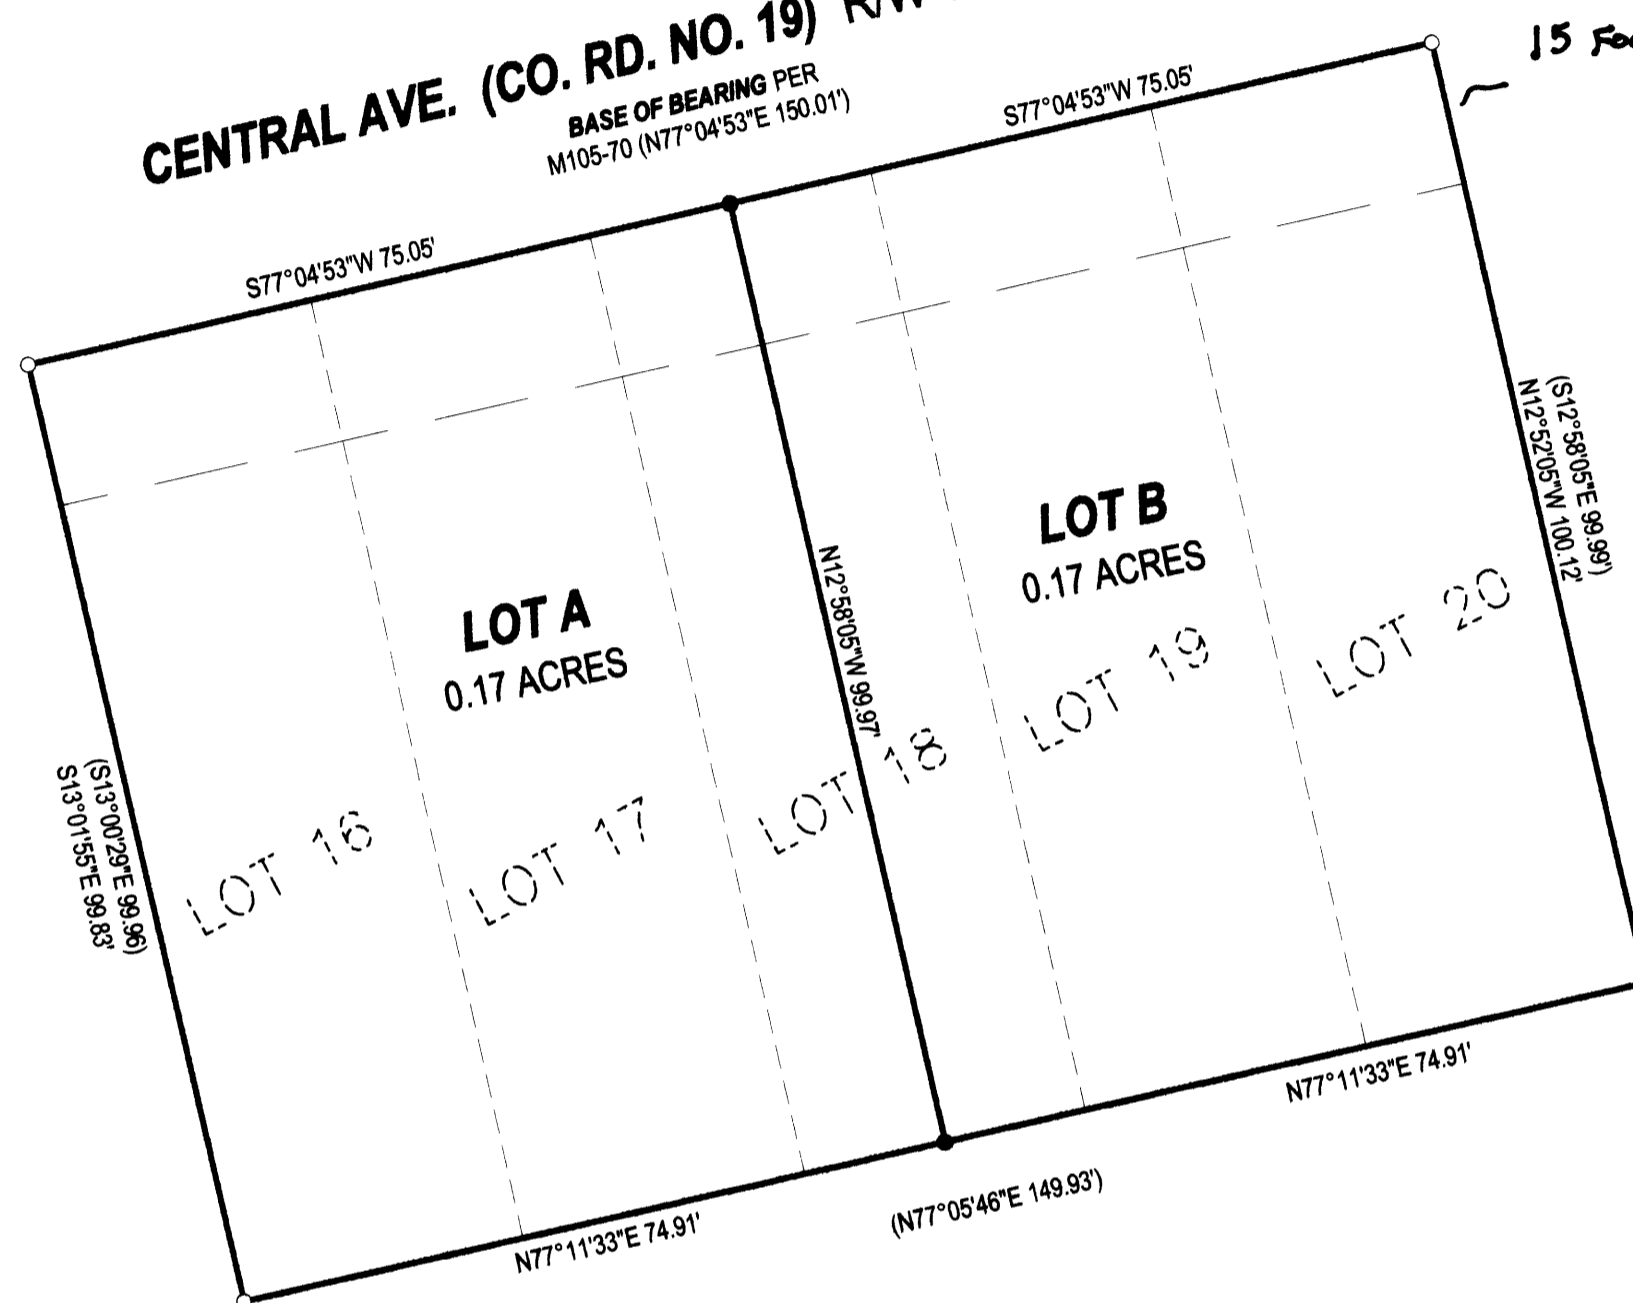 CENTRAL AVE. (CO. RD. NO. 19) R/W
15
BASE OF BEARING PER
M105-70 (N77°04'53"E 150.01')
S77°04'53"W 75.05'
S77°04'53"W 75.05'
LOT A
0.17 ACRES
LOT B
0.17 ACRES
N12°58'05"W 99.97'
(S12°58'05"E 99.99')
N12°52'05"W 100.12'
(S13°00'29"E 99.96)
S13°01'55"E 99.83'
LOT 16
LOT 17
LOT 18
LOT 19
LOT 20
N77°11'33"E 74.91'
N77°11'33"E 74.91'
(N77°05'46"E 149.93')